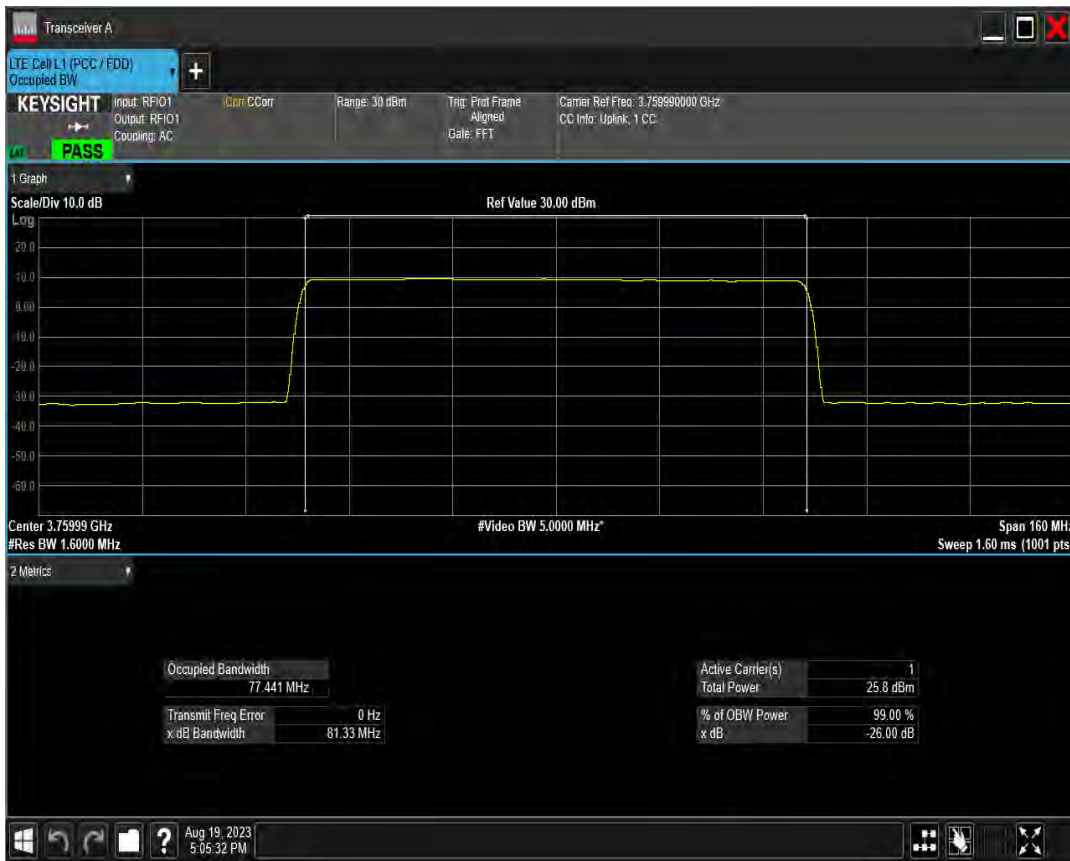 Transceiver A
LTE Cell L1 (PCC / FDD)
Occupied BW
+
KEYSIGHT
Input: RFIO1
Output: RFIO1
Coupling: AC
Corr CCorr
Range: 30 dBm
Trig: Prot Frame
Aligned
Gate: FFT
Carrier Ref Freq: 3.759990000 GHz
CC Info: Uplink, 1 CC
PASS
1 Graph
Scale/Div 10.0 dB
Ref Value 30.00 dBm
Log
20.0
10.0
0.00
-10.0
-20.0
-30.0
-40.0
-50.0
-60.0
Center 3.75999 GHz
#Video BW 5.0000 MHz*
Span 160 MHz
#Res BW 1.6000 MHz
Sweep 1.60 ms (1001 pts
2 Metrics
Occupied Bandwidth
77.441 MHz
Transmit Freq Error 0 Hz
x dB Bandwidth 81.33 MHz
Active Carrier(s) 1
Total Power 25.8 dBm
% of OBW Power 99.00 %
x dB -26.00 dB
?
Aug 19, 2023
5:05:32 PM